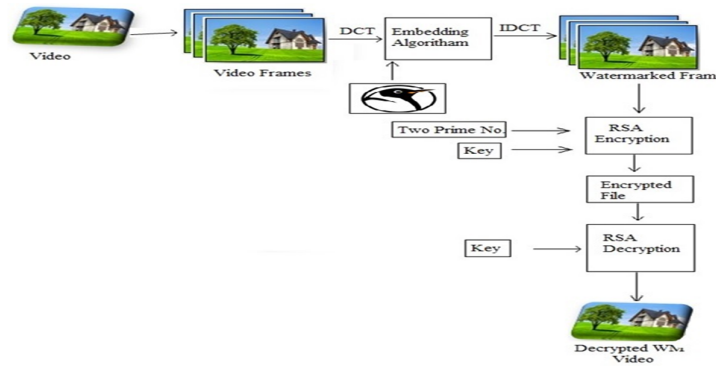 Video
Video Frames
DCT
Embedding
Algoritham
IDCT
Watermarked Fram
Two Prime No.
Key
RSA
Encryption
Encrypted
File
Key
RSA
Decryption
Decrypted WM
Video